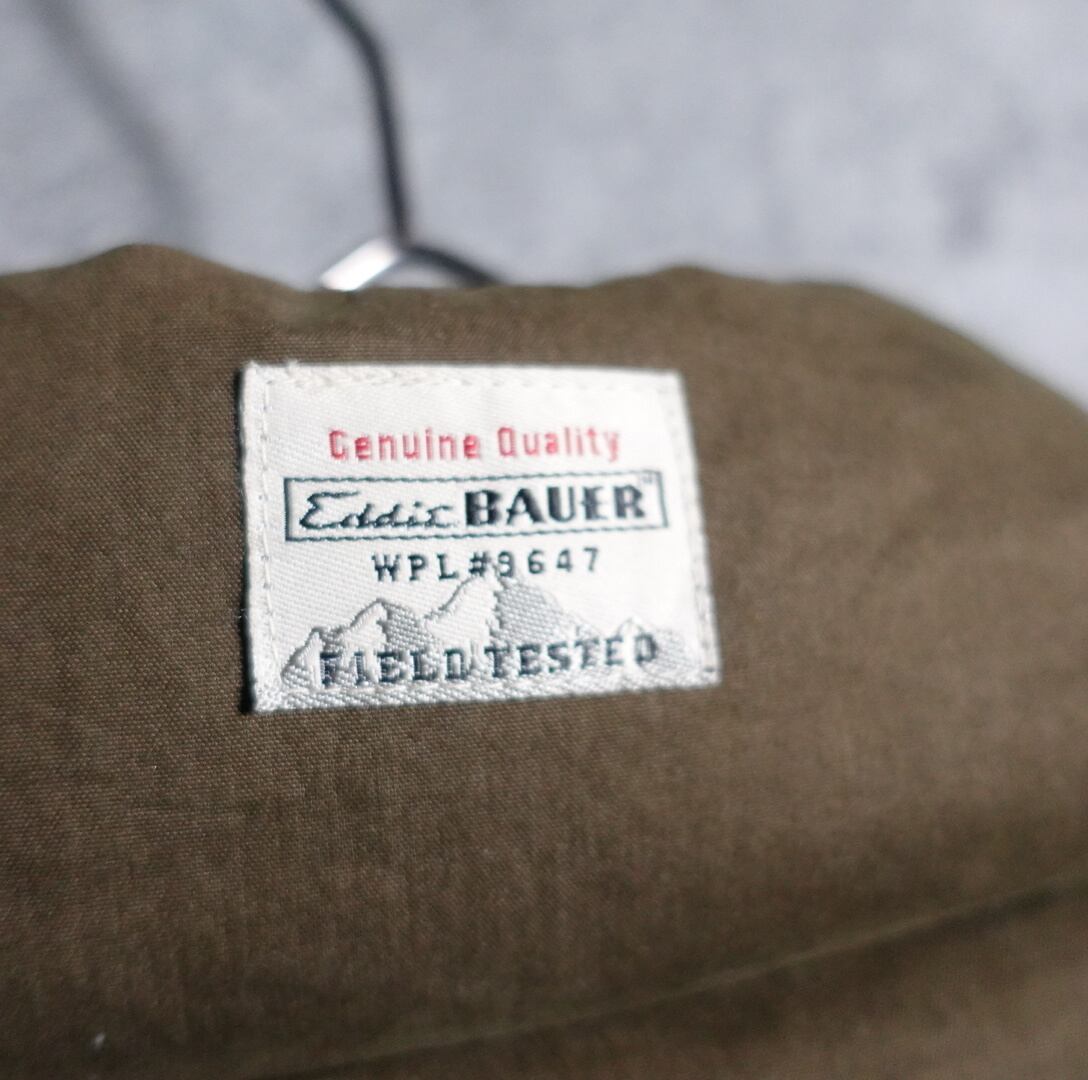 Genuine Quality
Eddie BAUER
WPL#9647
FIELD TESTED